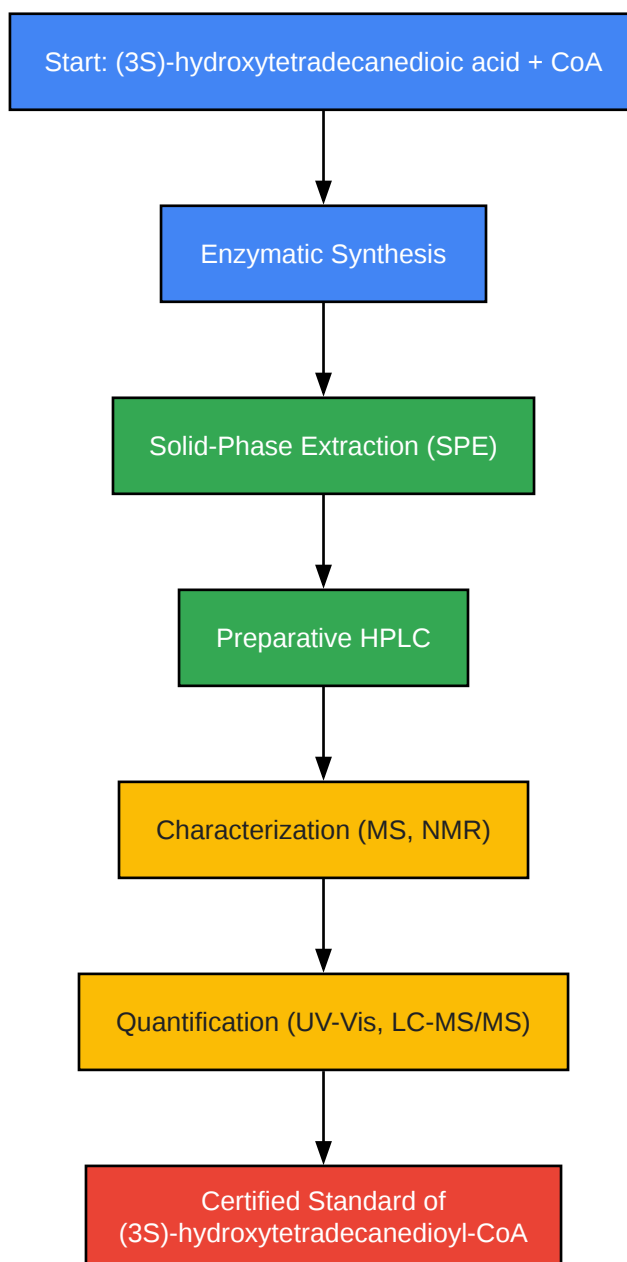 Start: (3S)-hydroxytetradecanedioic acid + CoA
Enzymatic Synthesis
Solid-Phase Extraction (SPE)
Preparative HPLC
Characterization (MS, NMR)
Quantification (UV-Vis, LC-MS/MS)
Certified Standard of
(3S)-hydroxytetradecanedioyl-CoA